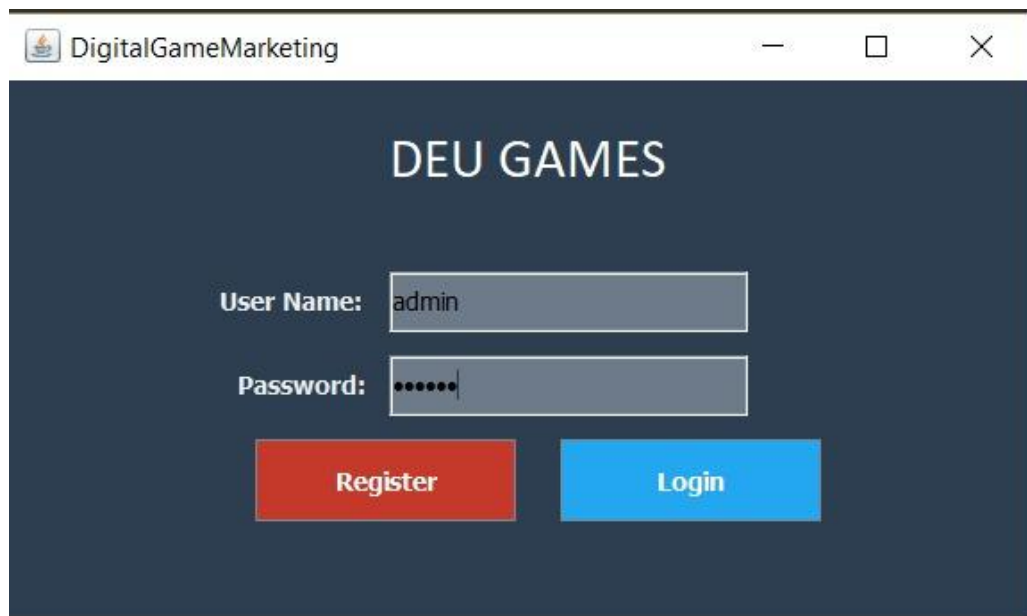 DigitalGameMarketing
DEU GAMES
User Name: admin
Password: ••••••
Register Login